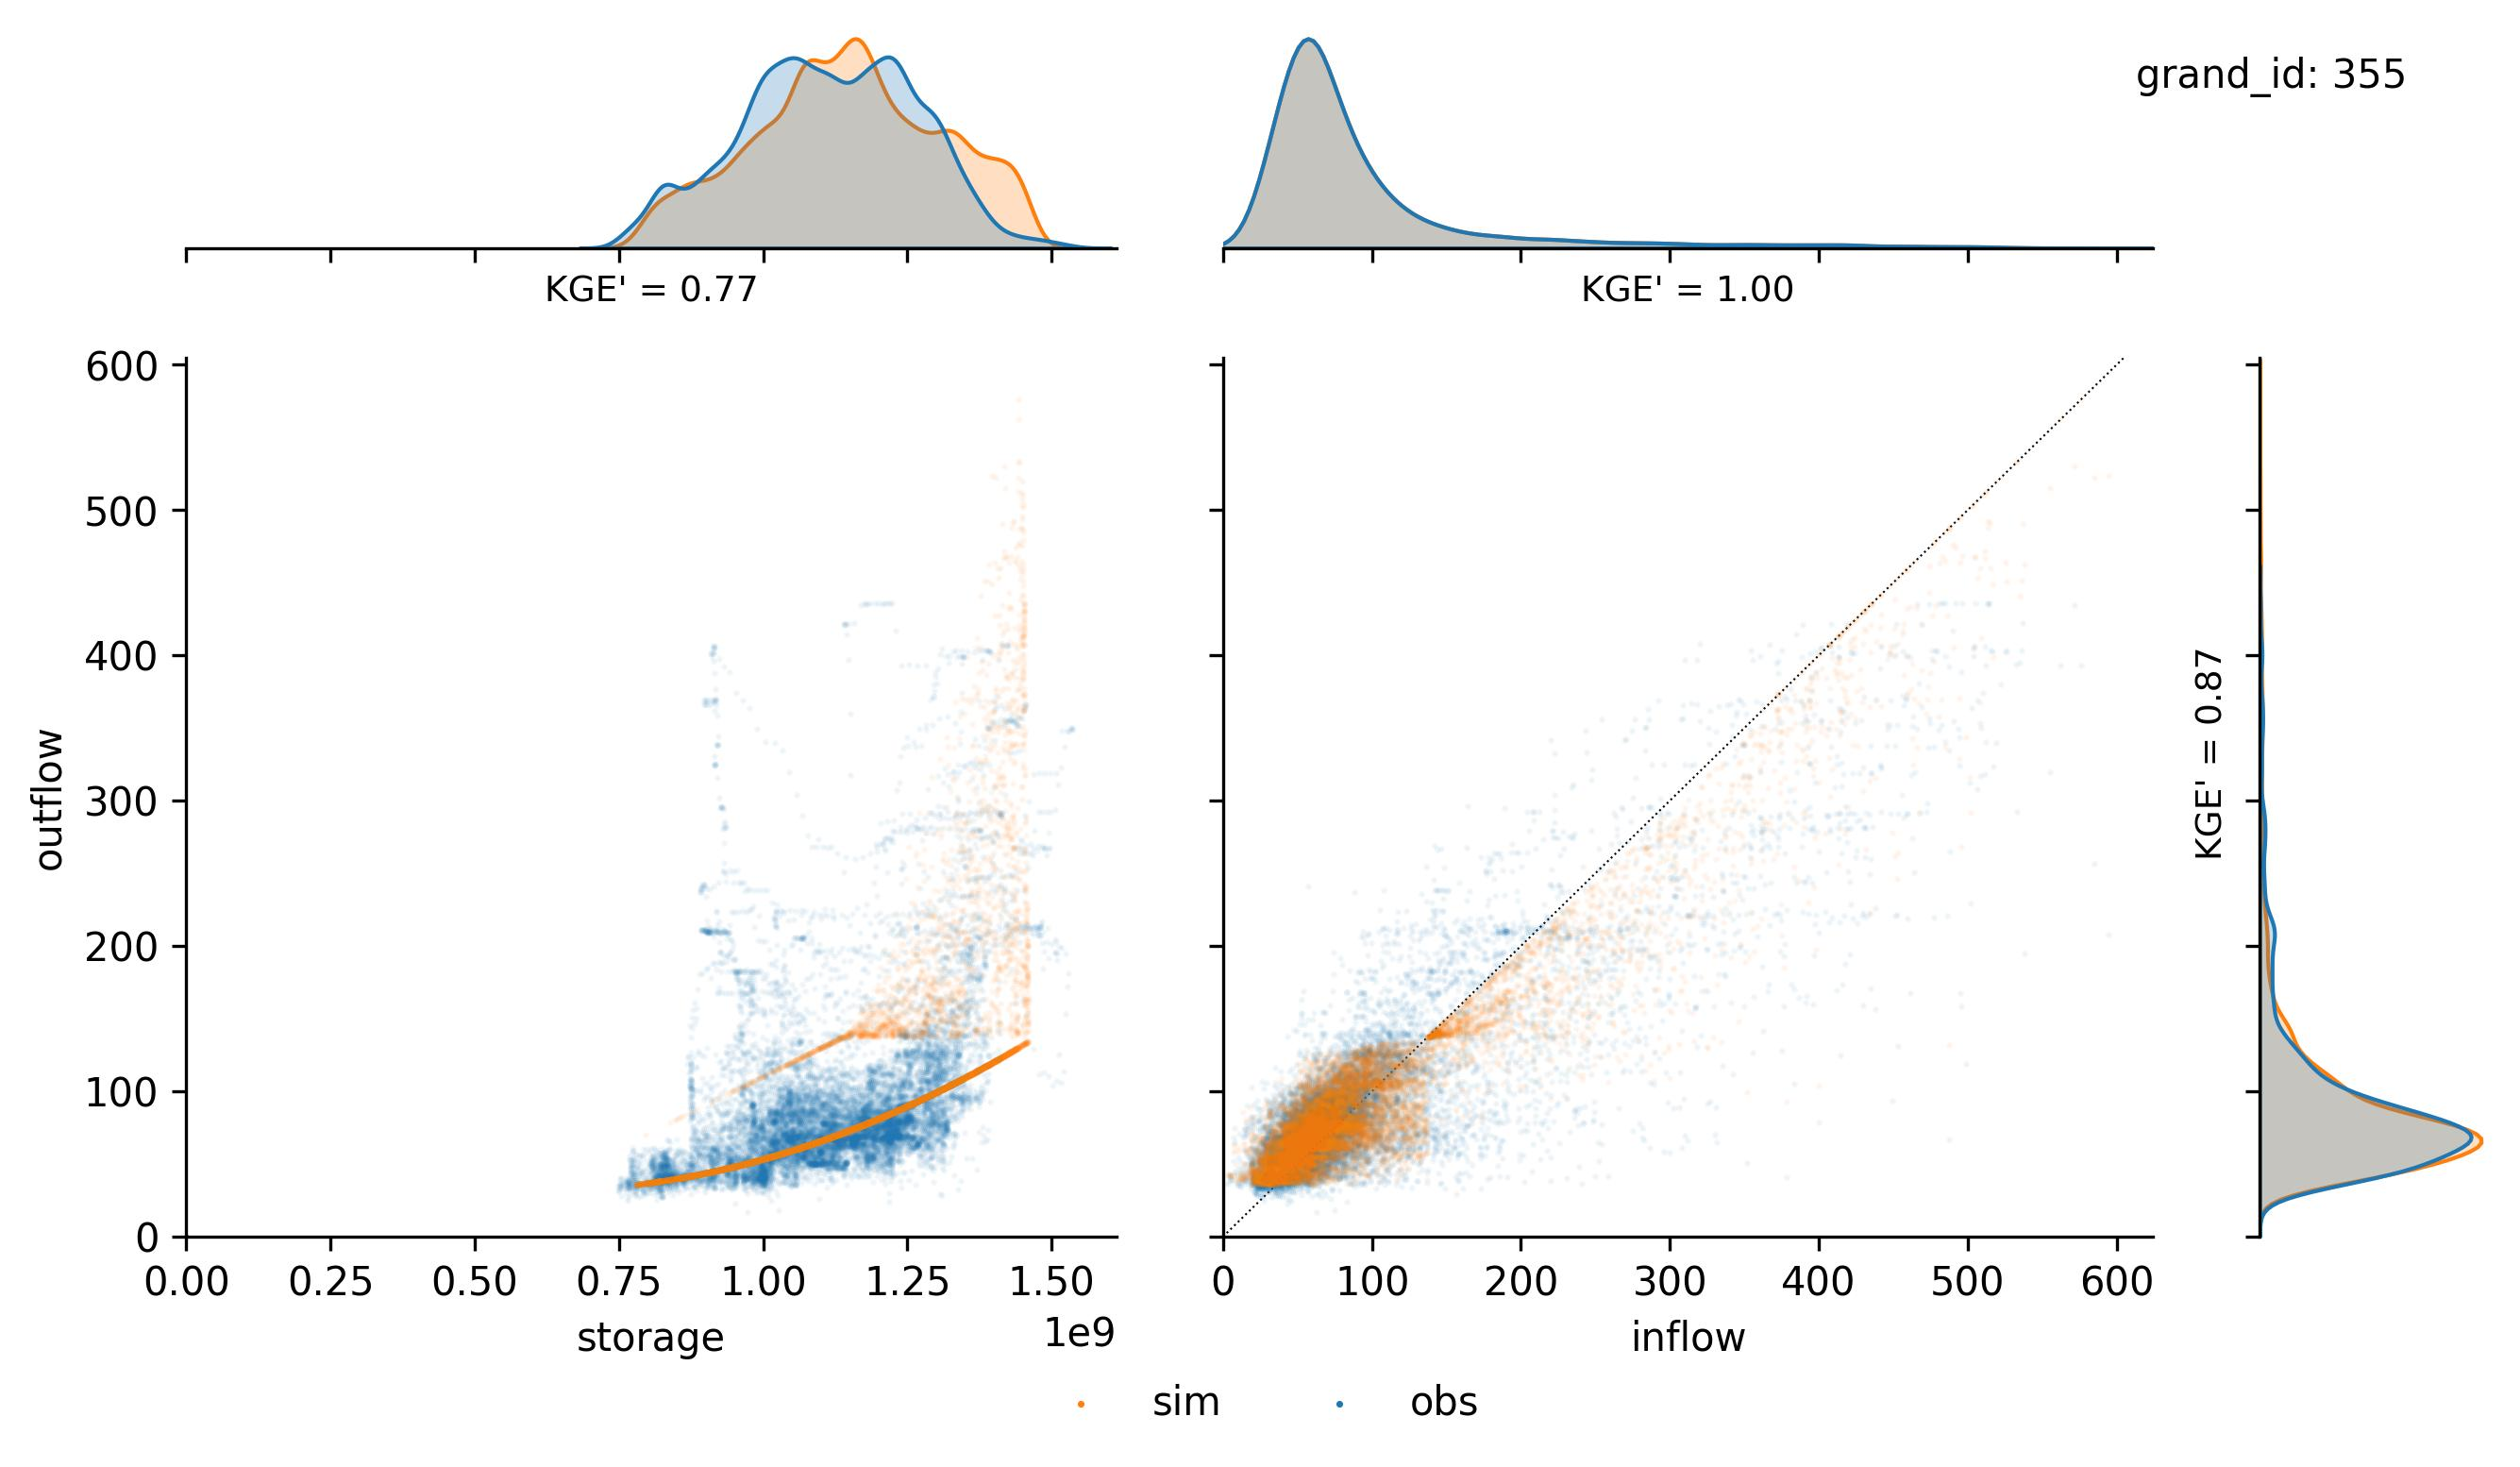 grand_id: 355
KGE' = 0.77
KGE' = 1.00
600
500
400
300
200
100
0
outflow
KGE' = 0.87
0.00 0.25 0.50 0.75 1.00 1.25 1.50
1e9
storage
0 100 200 300 400 500 600
inflow
sim obs